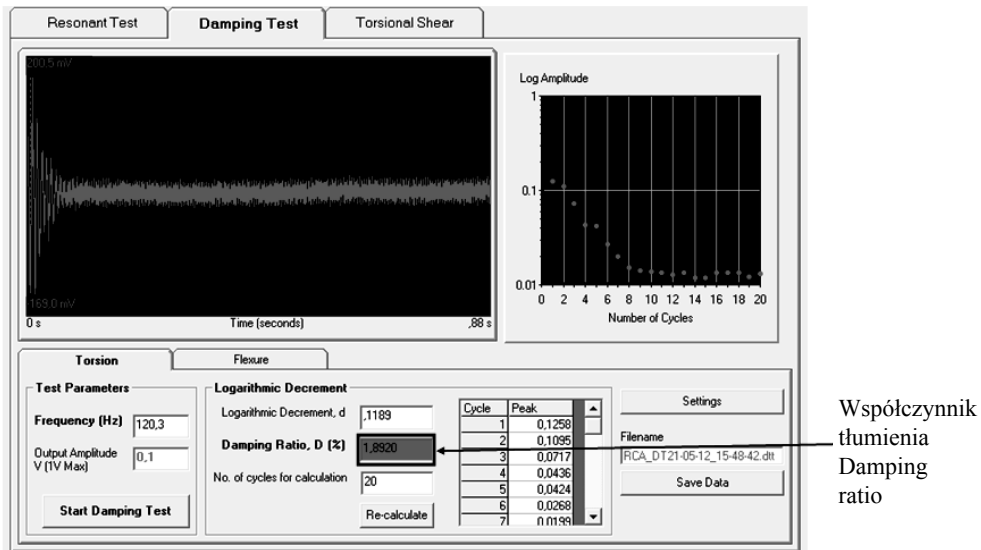 Resonant Test
Damping Test
Torsional Shear
200.5 mV
169.0 mV
0 s
Time (seconds)
,88 s
Log Amplitude
1
0.1
0.01
0 2 4 6 8 10 12 14 16 18 20
Number of Cycles
Torsion
Flexure
Test Parameters
Frequency (Hz)
120,3
Output Amplitude
V (1V Max)
0,1
Start Damping Test
Logarithmic Decrement
Logarithmic Decrement, d
,1189
Damping Ratio, D (%)
1,8920
No. of cycles for calculation
20
Re-calculate
Cycle Peak
1 0,1258
2 0,1095
3 0,0717
4 0,0436
5 0,0424
6 0,0268
7 0,0199
Settings
Filename
RCA_DT21-05-12_15-48-42.dtt
Save Data
Współczynnik
tłumienia
Damping
ratio